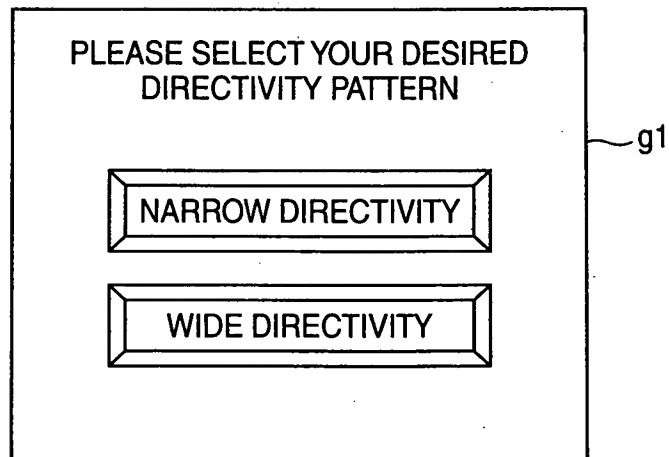 PLEASE SELECT YOUR DESIRED
DIRECTIVITY PATTERN
g1
NARROW DIRECTIVITY
WIDE DIRECTIVITY